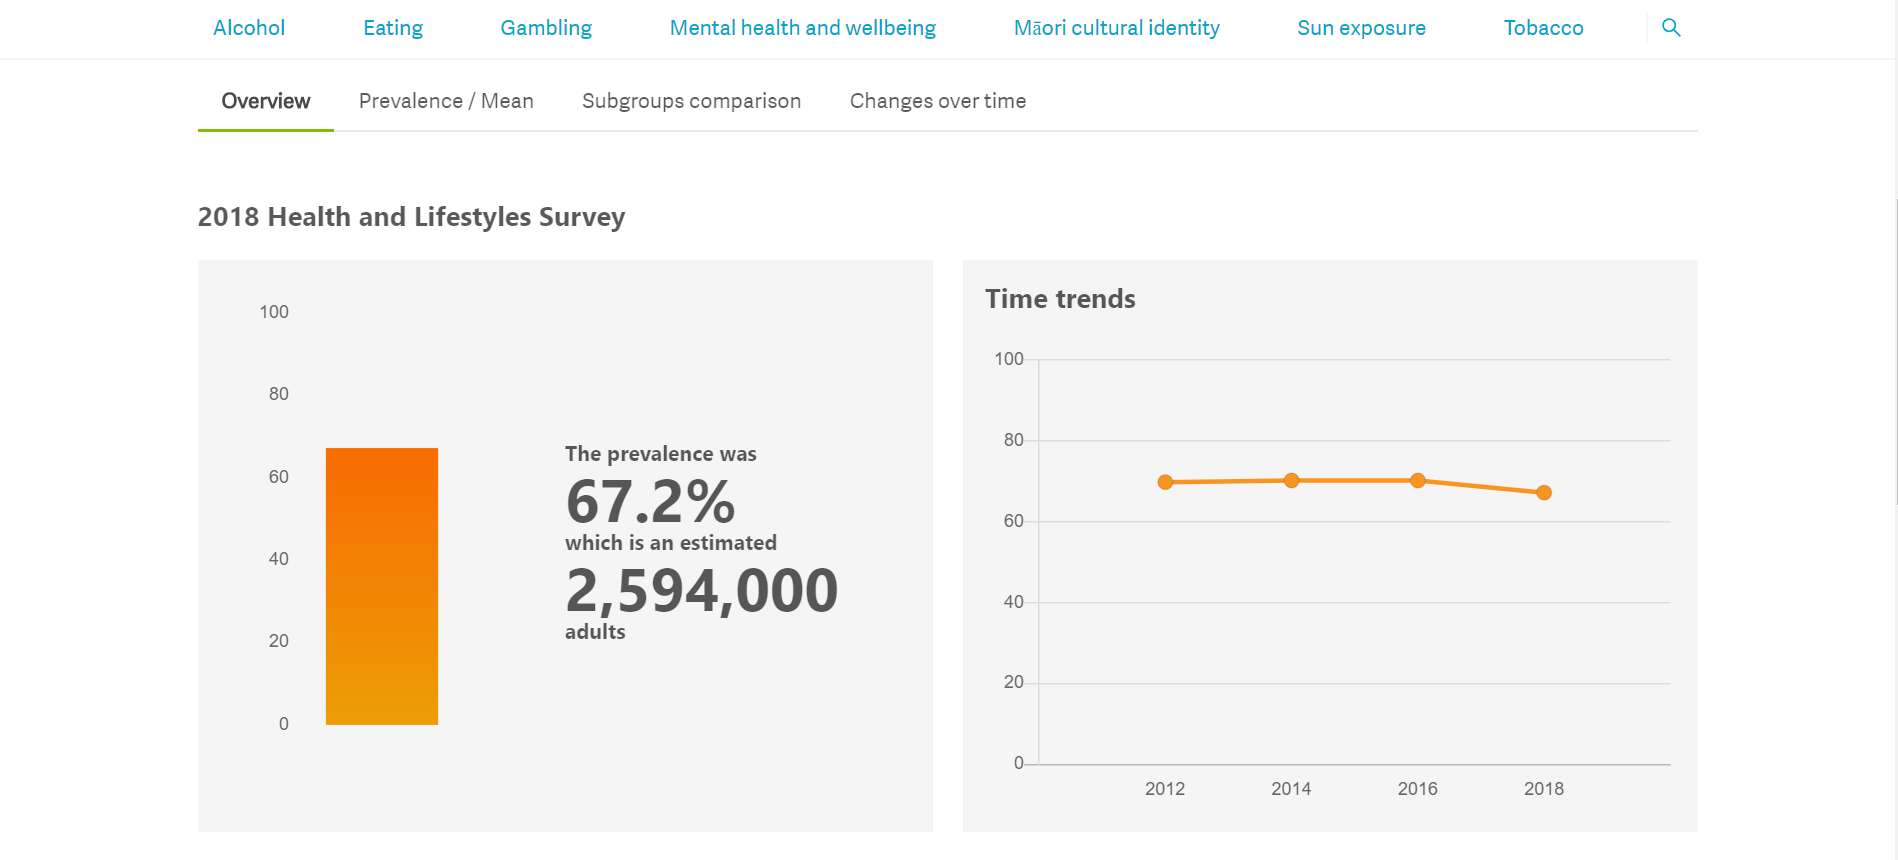 Alcohol Eating Gambling Mental health and wellbeing Māori cultural identity Sun exposure Tobacco
Overview Prevalence / Mean Subgroups comparison Changes over time
2018 Health and Lifestyles Survey
100
80
60
40
20
0
The prevalence was
67.2%
which is an estimated
2,594,000
adults
Time trends
100
80
60
40
20
0
2012 2014 2016 2018